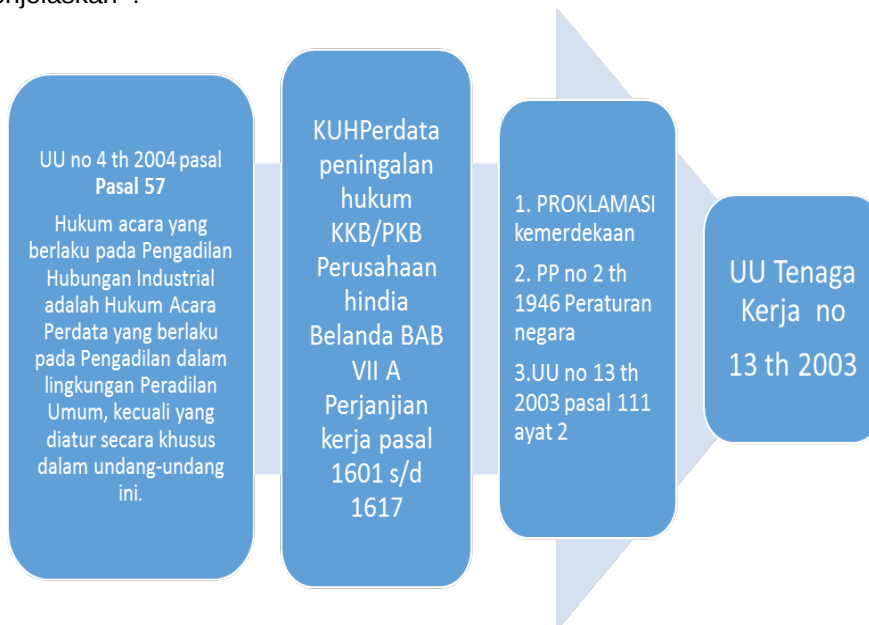 njelaskan :
UU no 4 th 2004 pasal
Pasal 57
Hukum acara yang
berlaku pada Pengadilan
Hubungan Industrial
adalah Hukum Acara
Perdata yang berlaku
pada Pengadilan dalam
lingkungan Peradilan
Umum, kecuali yang
diatur secara khusus
dalam undang-undang
ini.
KUHPerdata
peningalan
hukum
KKB/PKB
Perusahaan
hindia
Belanda BAB
VII A
Perjanjian
kerja pasal
1601 s/d
1617
1. PROKLAMASI
kemerdekaan
2. PP no 2 th
1946 Peraturan
negara
3.UU no 13 th
2003 pasal 111
ayat 2
UU Tenaga
Kerja no
13 th 2003